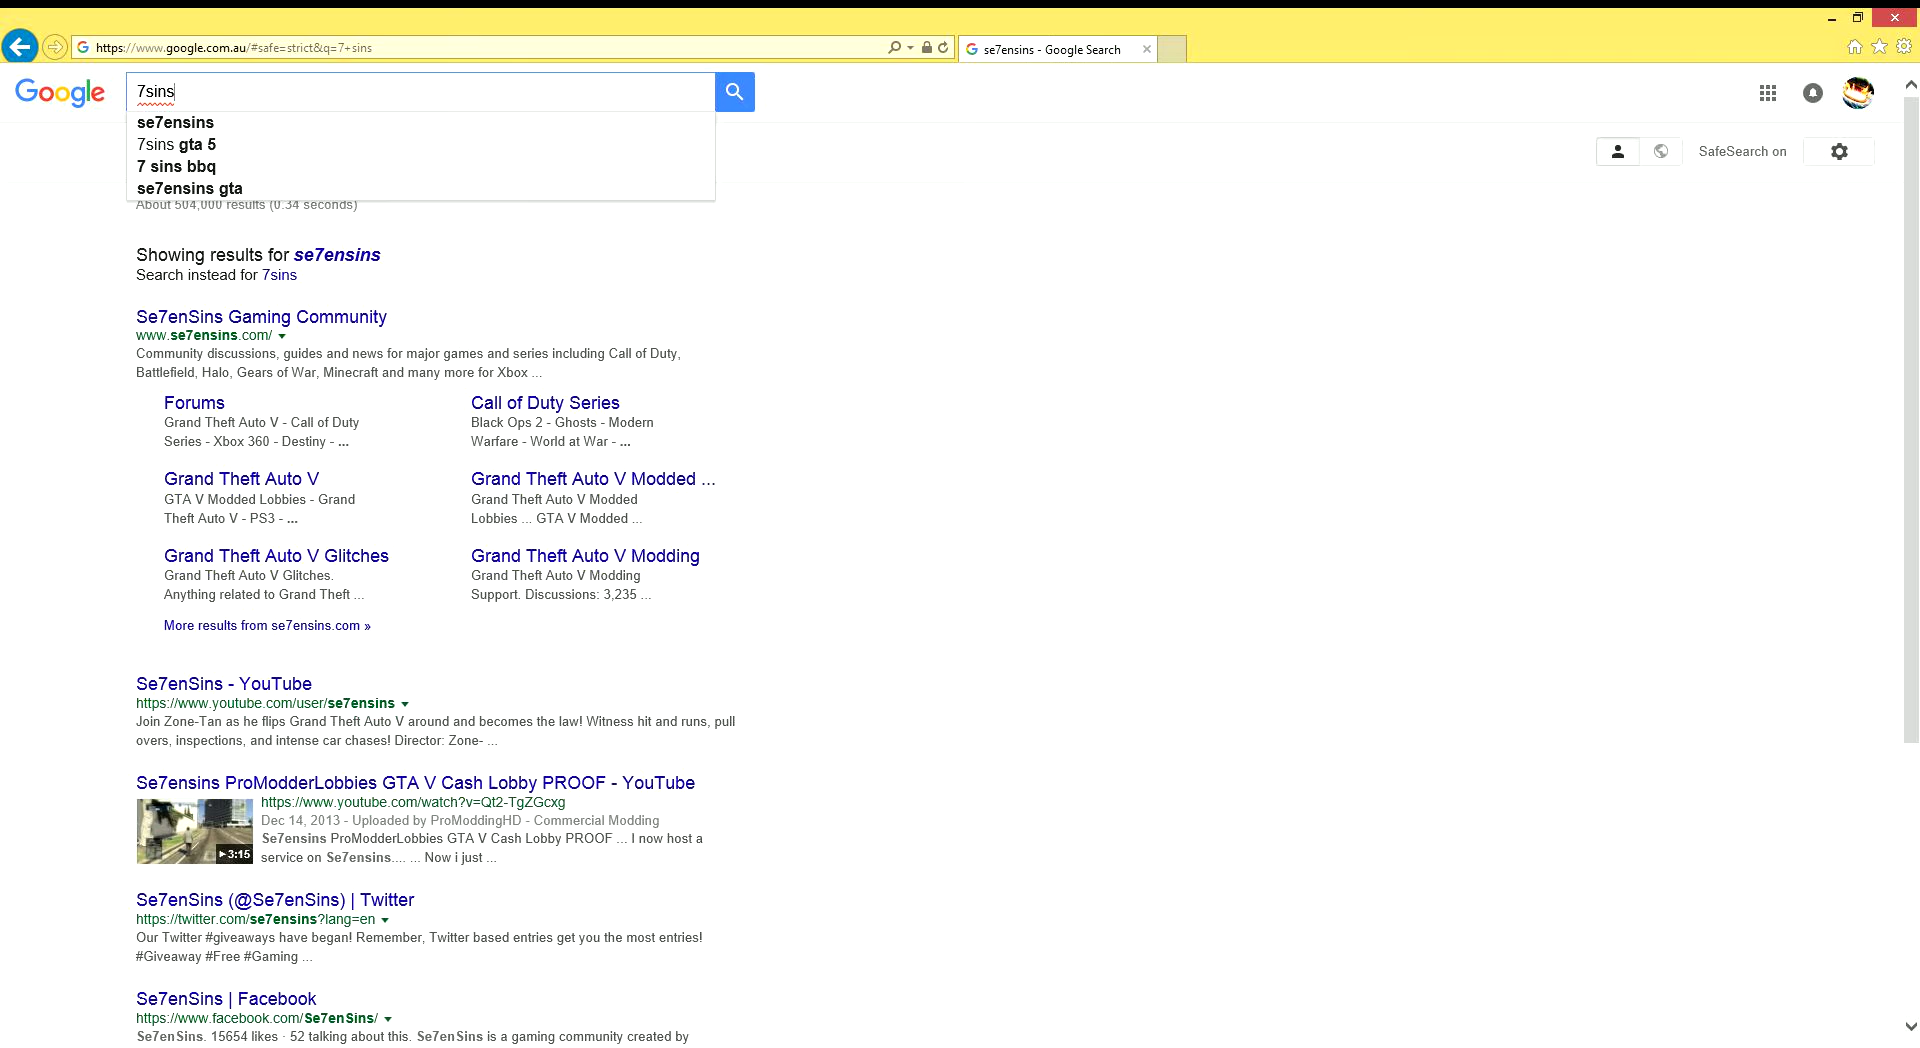 https://www.google.com.au/#safe=strict&q=7+sins
se7ensins - Google Search
Google
7sins
se7ensins
7sins gta 5
7 sins bbq
se7ensins gta
SafeSearch on
About 504,000 results (0.34 seconds)
Showing results for se7ensins
Search instead for 7sins
Se7enSins Gaming Community
www.se7ensins.com/
Community discussions, guides and news for major games and series including Call of Duty,
Battlefield, Halo, Gears of War, Minecraft and many more for Xbox ...
Forums
Grand Theft Auto V - Call of Duty
Series - Xbox 360 - Destiny - ...
Call of Duty Series
Black Ops 2 - Ghosts - Modern
Warfare - World at War - ...
Grand Theft Auto V
GTA V Modded Lobbies - Grand
Theft Auto V - PS3 - ...
Grand Theft Auto V Modded ...
Grand Theft Auto V Modded
Lobbies ... GTA V Modded ...
Grand Theft Auto V Glitches
Grand Theft Auto V Glitches.
Anything related to Grand Theft ...
Grand Theft Auto V Modding
Grand Theft Auto V Modding
Support. Discussions: 3,235 ...
More results from se7ensins.com »
Se7enSins - YouTube
https://www.youtube.com/user/se7ensins
Join Zone-Tan as he flips Grand Theft Auto V around and becomes the law! Witness hit and runs, pull
overs, inspections, and intense car chases! Director: Zone- ...
Se7ensins ProModderLobbies GTA V Cash Lobby PROOF - YouTube
https://www.youtube.com/watch?v=Qt2-TgZGcxg
Dec 14, 2013 - Uploaded by ProModdingHD - Commercial Modding
Se7ensins ProModderLobbies GTA V Cash Lobby PROOF ... I now host a
service on Se7ensins.... ... Now i just ...
3:15
Se7enSins (@Se7enSins) | Twitter
https://twitter.com/se7ensins?lang=en
Our Twitter #giveaways have began! Remember, Twitter based entries get you the most entries!
#Giveaway #Free #Gaming ...
Se7enSins | Facebook
https://www.facebook.com/Se7enSins/
Se7enSins. 15654 likes · 52 talking about this. Se7enSins is a gaming community created by